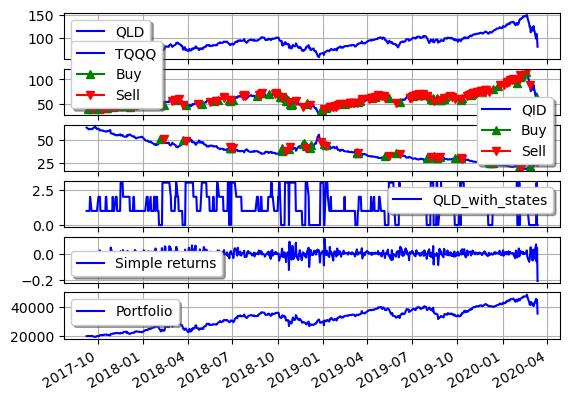 150
QLD
100
TQQQ
100
Buy
50
Sell
QID
Buy
50
Sell
25
2.5
QLD_with_states
0.0
0.0
Simple returns
−0.2
40000
Portfolio
20000
2017-10
2018-01
2018-04
2018-07
2018-10
2019-01
2019-04
2019-07
2019-10
2020-01
2020-04